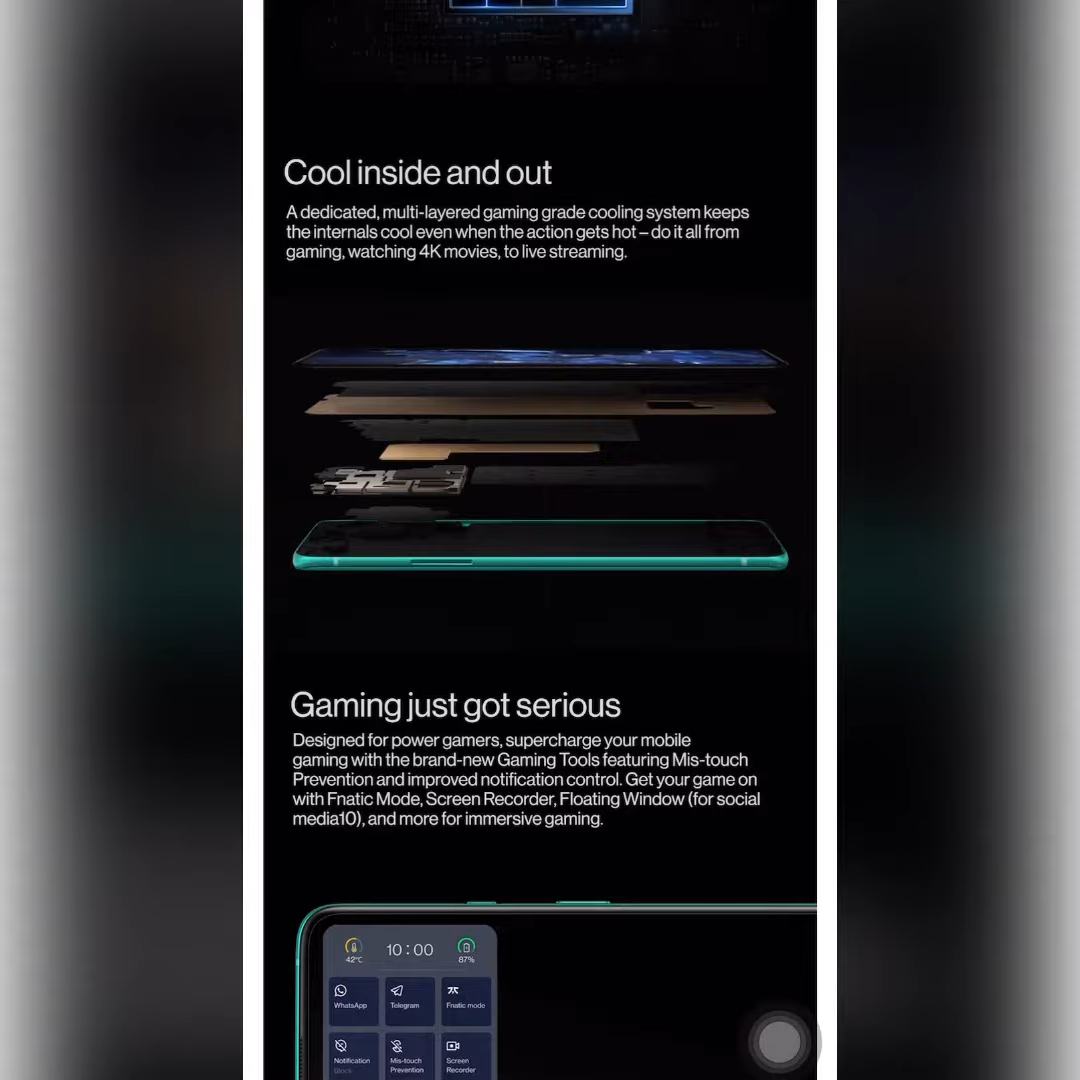 Cool inside and out
A dedicated, multi-layered gaming grade cooling system keeps
the internals cool even when the action gets hot – do it all from
gaming, watching 4K movies, to live streaming.
Gaming just got serious
Designed for power gamers, supercharge your mobile
gaming with the brand-new Gaming Tools featuring Mis-touch
Prevention and improved notification control. Get your game on
with Fnatic Mode, Screen Recorder, Floating Window (for social
media10), and more for immersive gaming.
42°C
10:00
87%
WhatsApp
Telegram
Fnatic mode
Notification
Block
Mis-touch
Prevention
Screen
Recorder